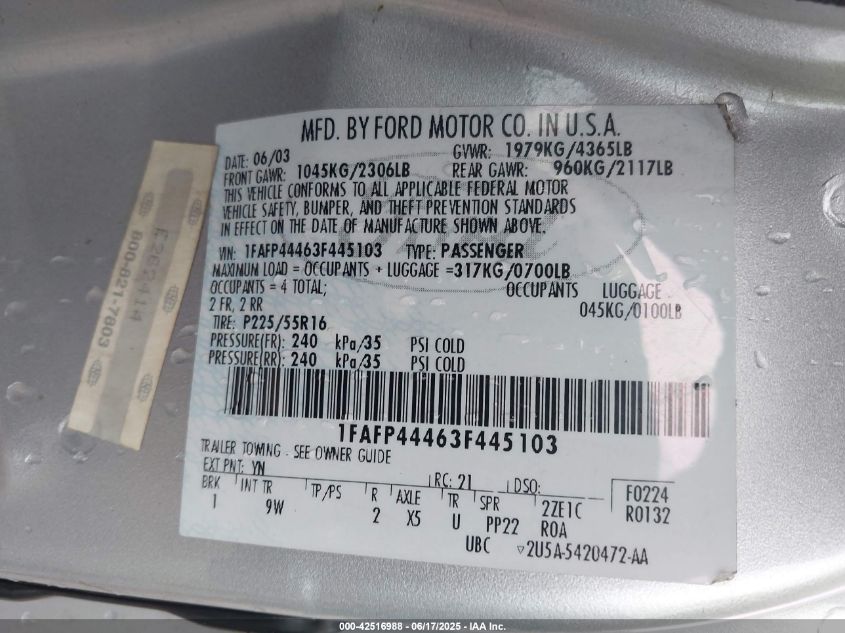 MFD. BY FORD MOTOR CO. IN U.S.A.
DATE: 06/03 GVWR: 1979KG/4365LB
FRONT GAWR: 1045KG/2306LB REAR GAWR: 960KG/2117LB
THIS VEHICLE CONFORMS TO ALL APPLICABLE FEDERAL MOTOR
VEHICLE SAFETY, BUMPER, AND THEFT PREVENTION STANDARDS
IN EFFECT ON THE DATE OF MANUFACTURE SHOWN ABOVE.
VIN: 1FAFP44463F445103 TYPE: PASSENGER
MAXIMUM LOAD = OCCUPANTS + LUGGAGE =317KG/0700LB
OCCUPANTS = 4 TOTAL; OCCUPANTS LUGGAGE
2 FR, 2 RR 045KG/0100LB
TIRE: P225/55R16
PRESSURE(FR): 240 kPa/35 PSI COLD
PRESSURE(RR): 240 kPa/35 PSI COLD
1FAFP44463F445103
TRAILER TOWING - SEE OWNER GUIDE
EXT PNT: YN RC: 21 DSO: F0224
BRK INT TR TP/PS R AXLE TR SPR 2ZE1C R0132
1 9W 2 X5 U PP22 ROA
UBC ▽2U5A-5420472-AA
E282414
800-821-7803
000-42516988 - 06/17/2025 - IAA Inc.